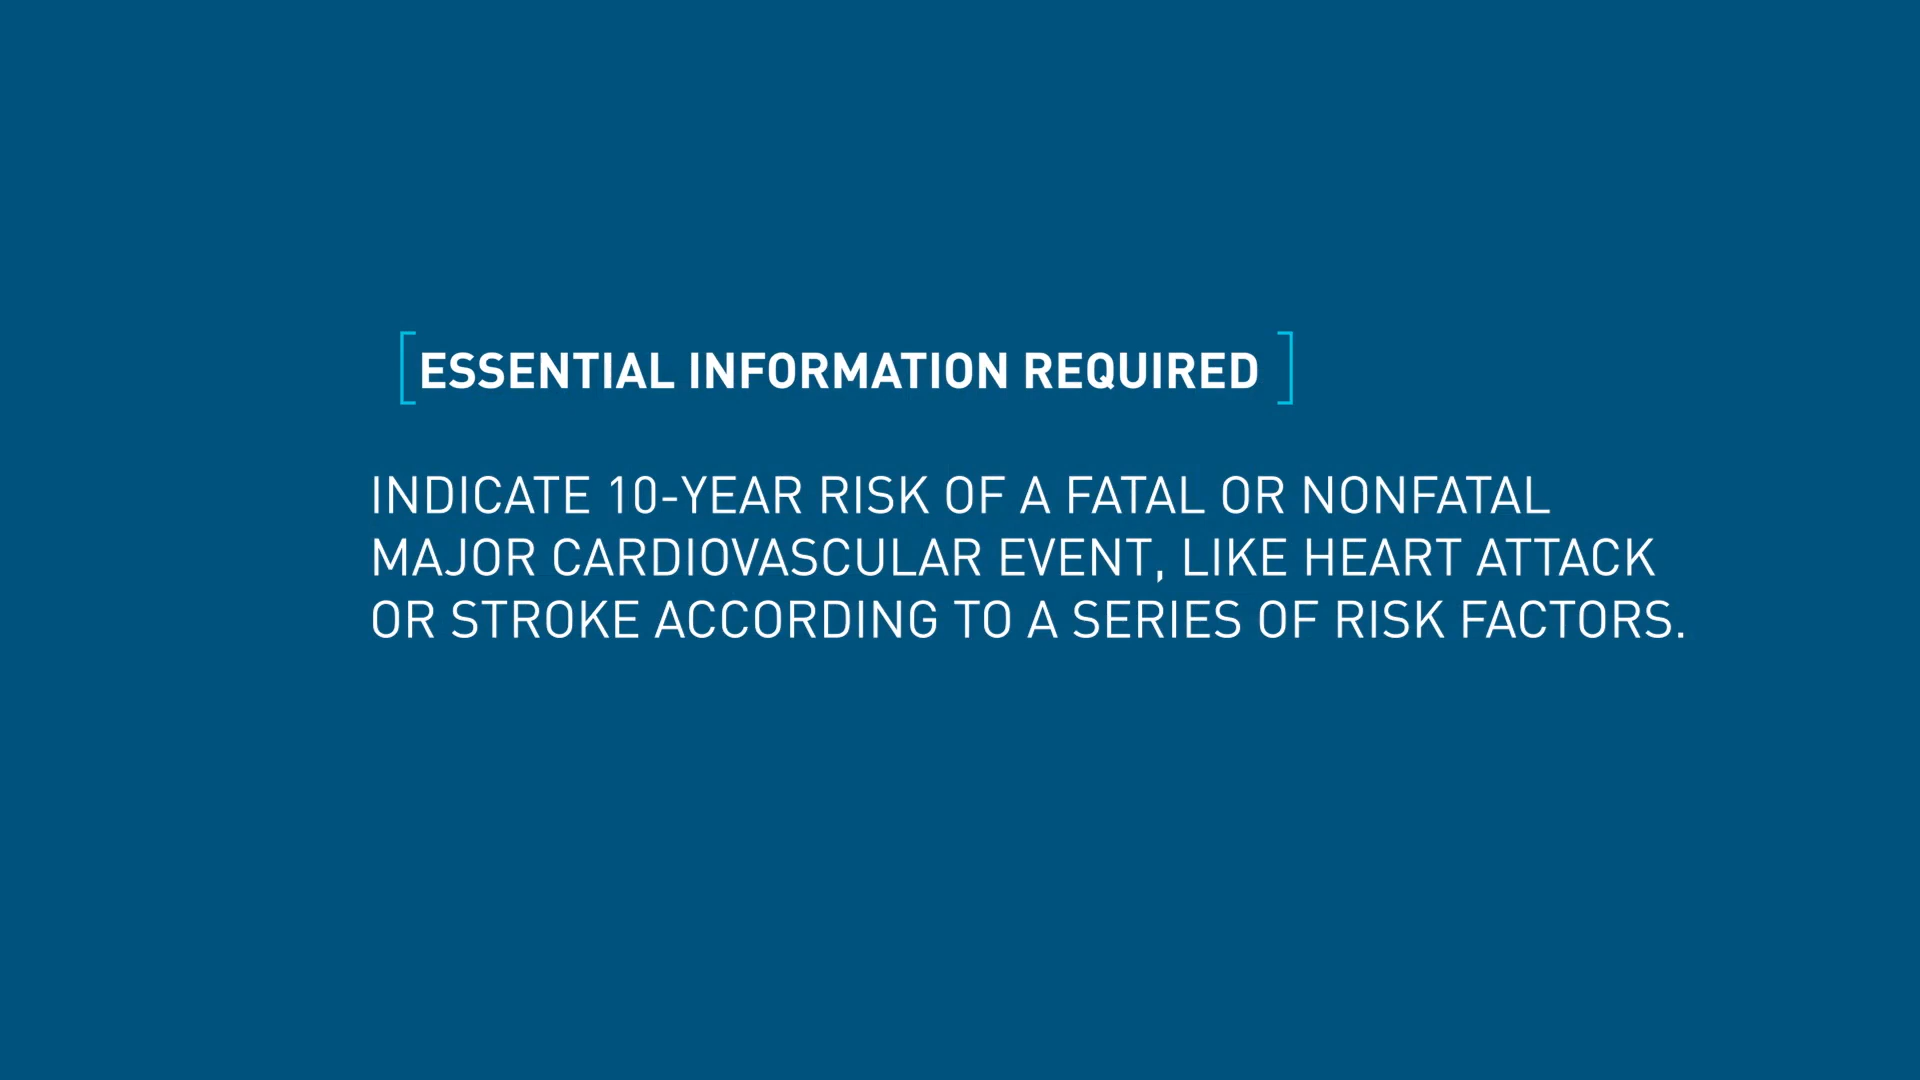 [ESSENTIAL INFORMATION REQUIRED]
INDICATE 10-YEAR RISK OF A FATAL OR NONFATAL
MAJOR CARDIOVASCULAR EVENT, LIKE HEART ATTACK
OR STROKE ACCORDING TO A SERIES OF RISK FACTORS.